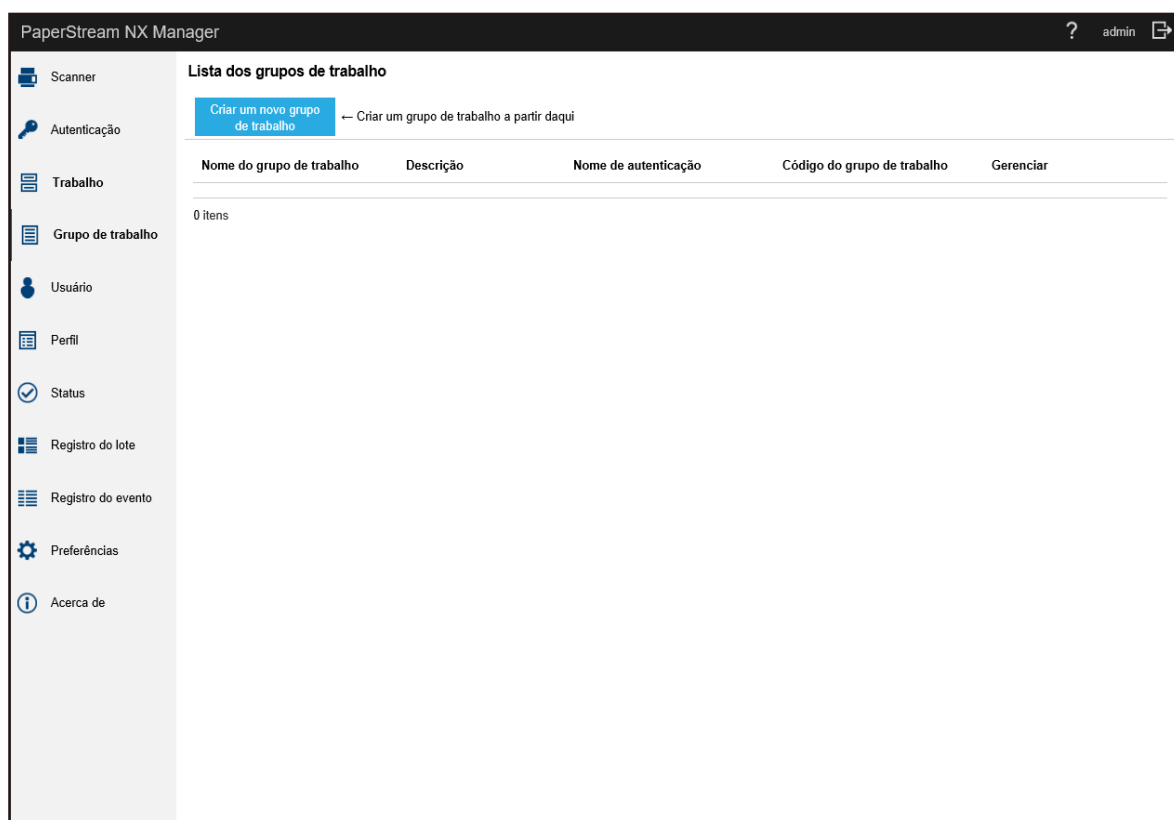 PaperStream NX Manager
? admin
Scanner
Autenticação
Trabalho
Grupo de trabalho
Usuário
Perfil
Status
Registro do lote
Registro do evento
Preferências
Acerca de
Lista dos grupos de trabalho
Criar um novo grupo
de trabalho
← Criar um grupo de trabalho a partir daqui
Nome do grupo de trabalho Descrição Nome de autenticação Código do grupo de trabalho Gerenciar
0 itens